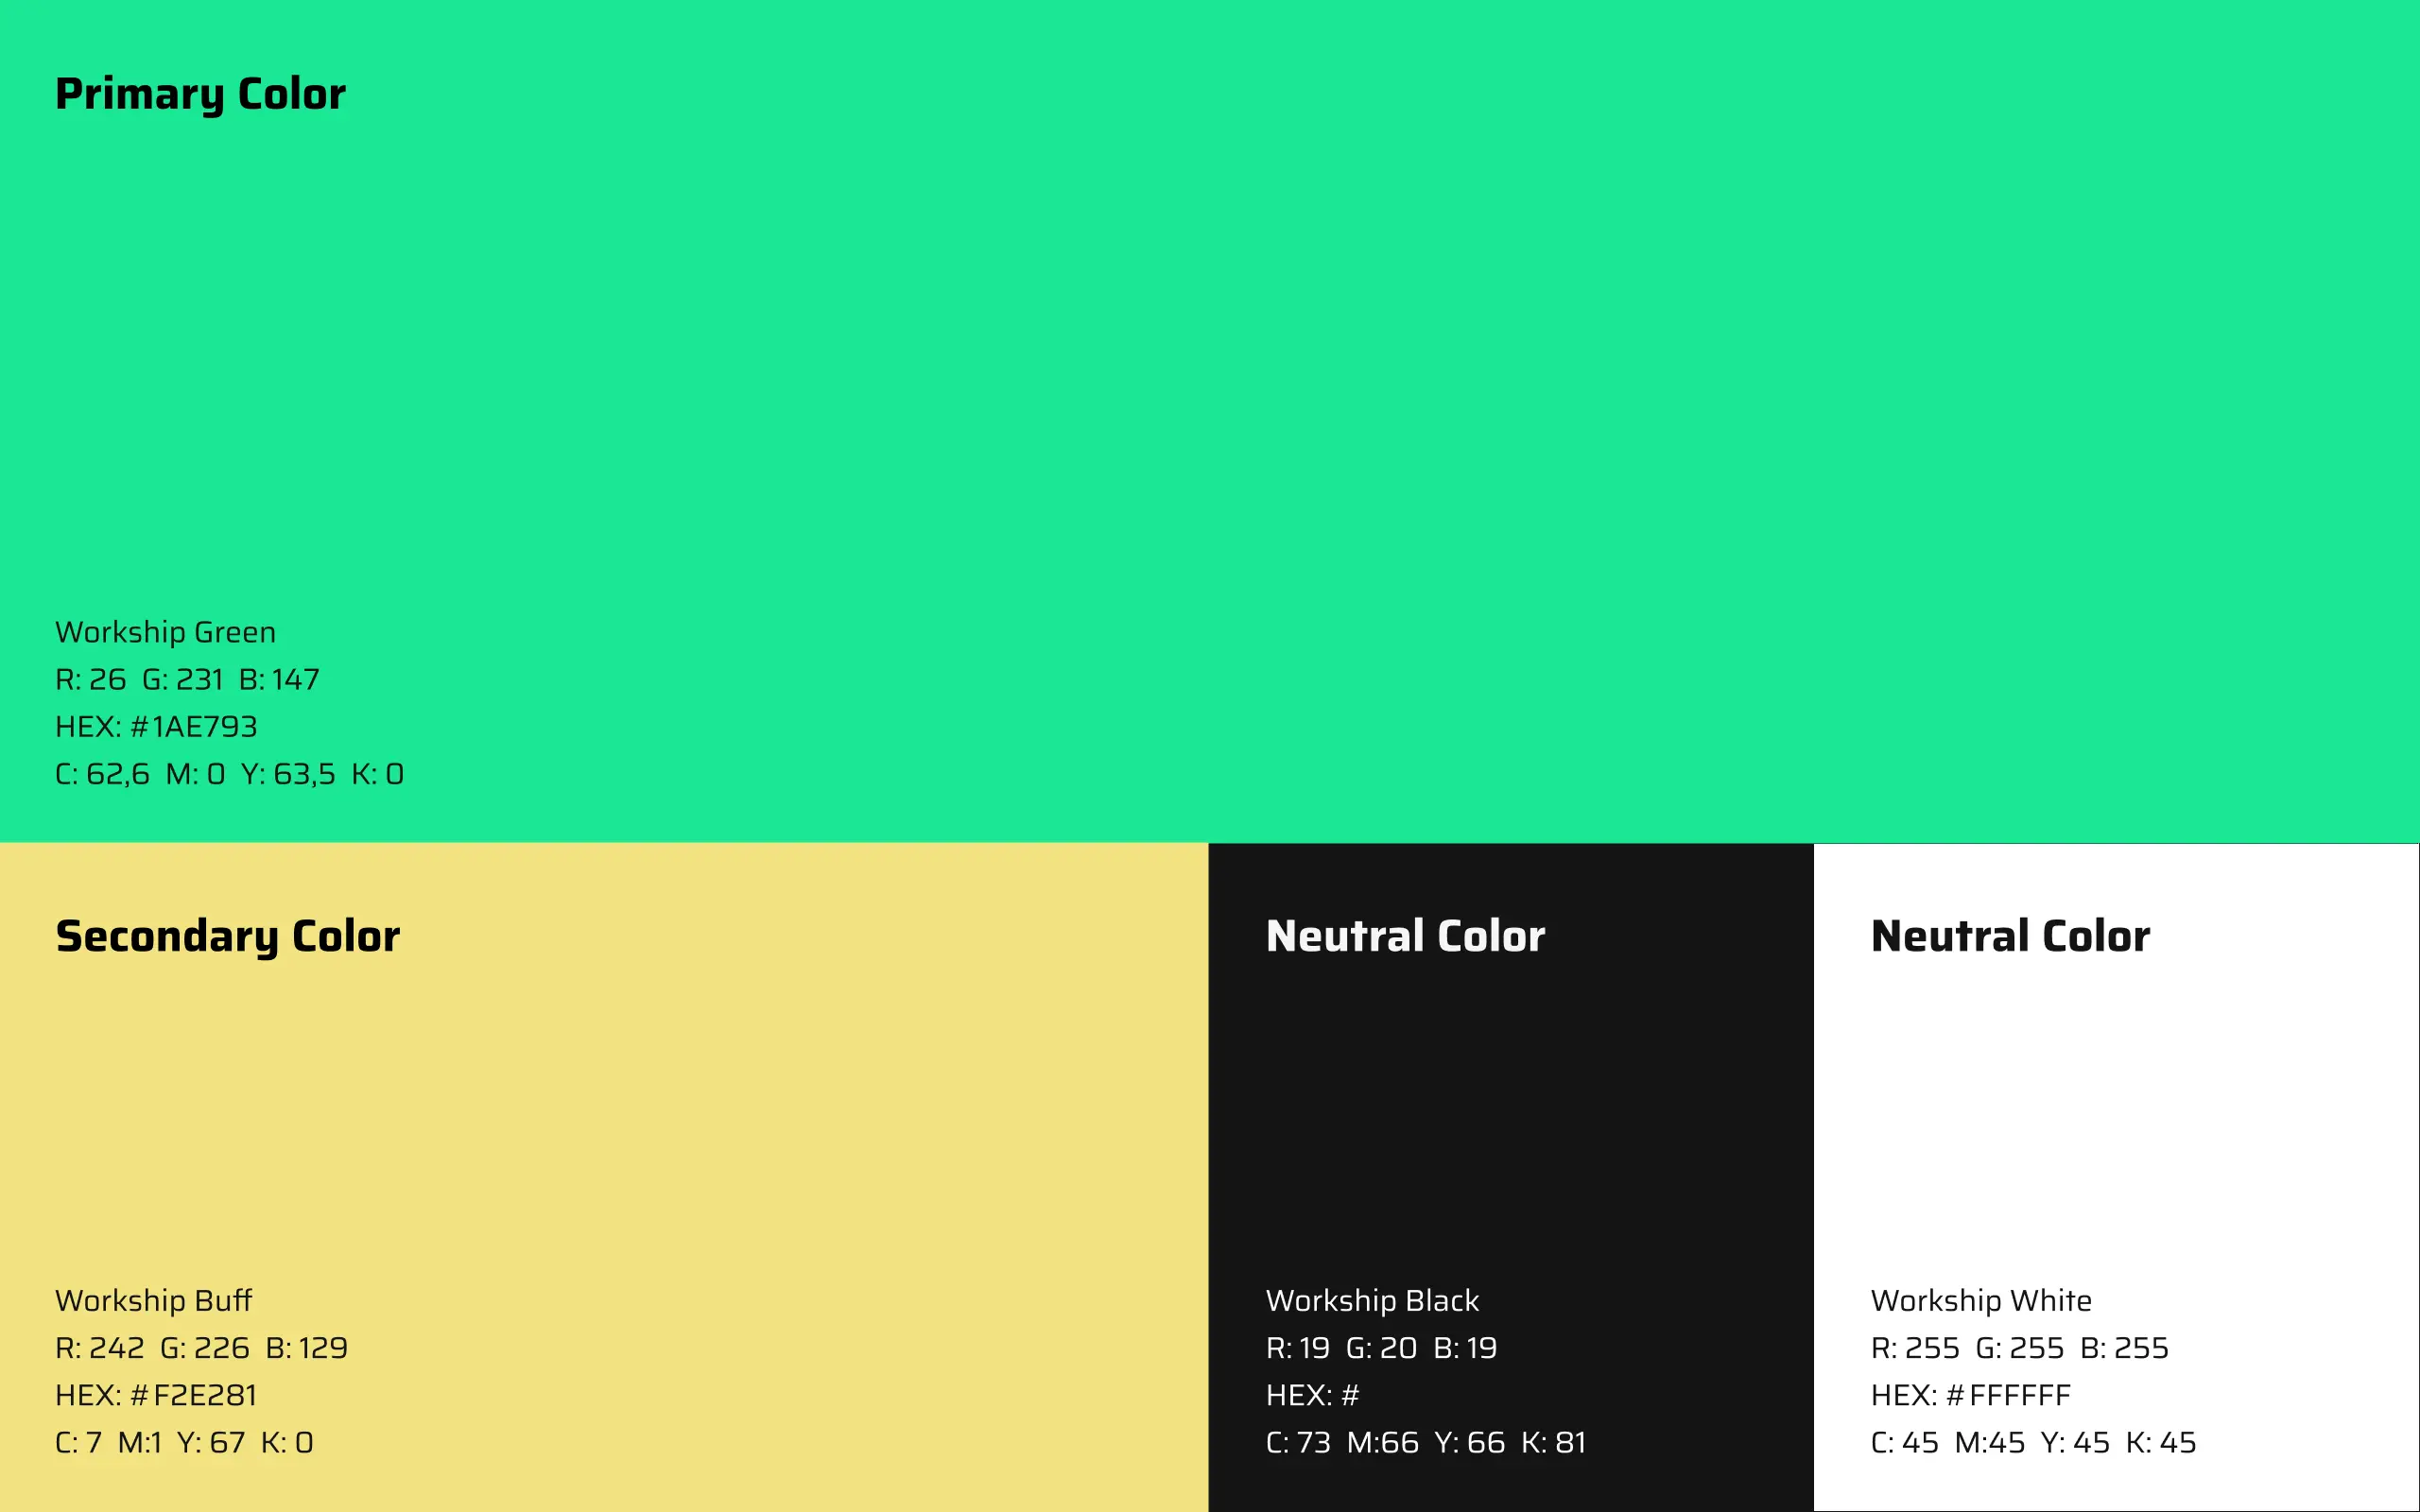 Primary Color
Workship Green
R: 26 G: 231 B: 147
HEX: #1AE793
C: 62,6 M: 0 Y: 63,5 K: 0
Secondary Color
Workship Buff
R: 242 G: 226 B: 129
HEX: #F2E281
C: 7 M:1 Y: 67 K: 0
Neutral Color
Workship Black
R: 19 G: 20 B: 19
HEX: #
C: 73 M:66 Y: 66 K: 81
Neutral Color
Workship White
R: 255 G: 255 B: 255
HEX: #FFFFFF
C: 45 M:45 Y: 45 K: 45